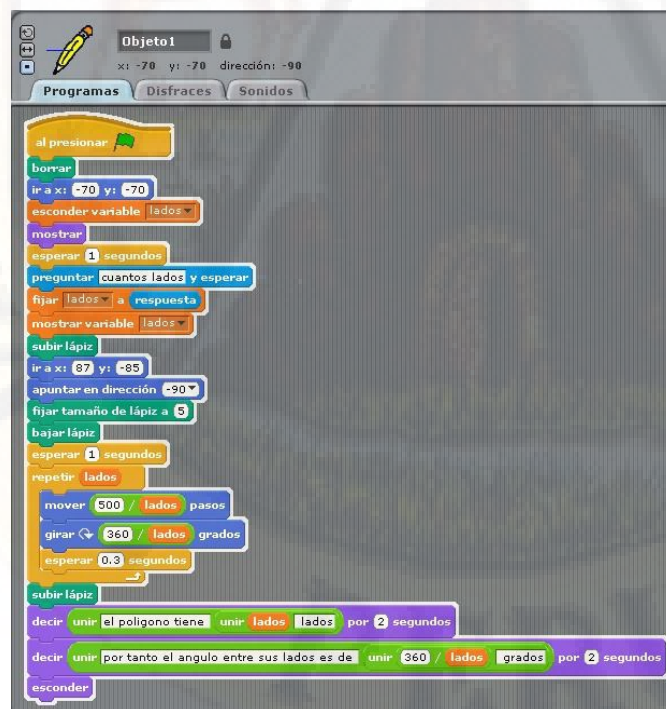 Objeto1
x: -70 y: -70 dirección: -90
Programas Disfraces Sonidos
al presionar
borrar
ir a x: -70 y: -70
esconder variable lados
mostrar
esperar 1 segundos
preguntar cuantos lados y esperar
fijar lados a respuesta
mostrar variable lados
subir lápiz
ir a x: 87 y: -85
apuntar en dirección -90
fijar tamaño de lápiz a 5
bajar lápiz
esperar 1 segundos
repetir lados
mover 500 / lados pasos
girar 360 / lados grados
esperar 0.3 segundos
subir lápiz
decir unir el poligono tiene unir lados lados por 2 segundos
decir unir por tanto el angulo entre sus lados es de unir 360 / lados grados por 2 segundos
esconder